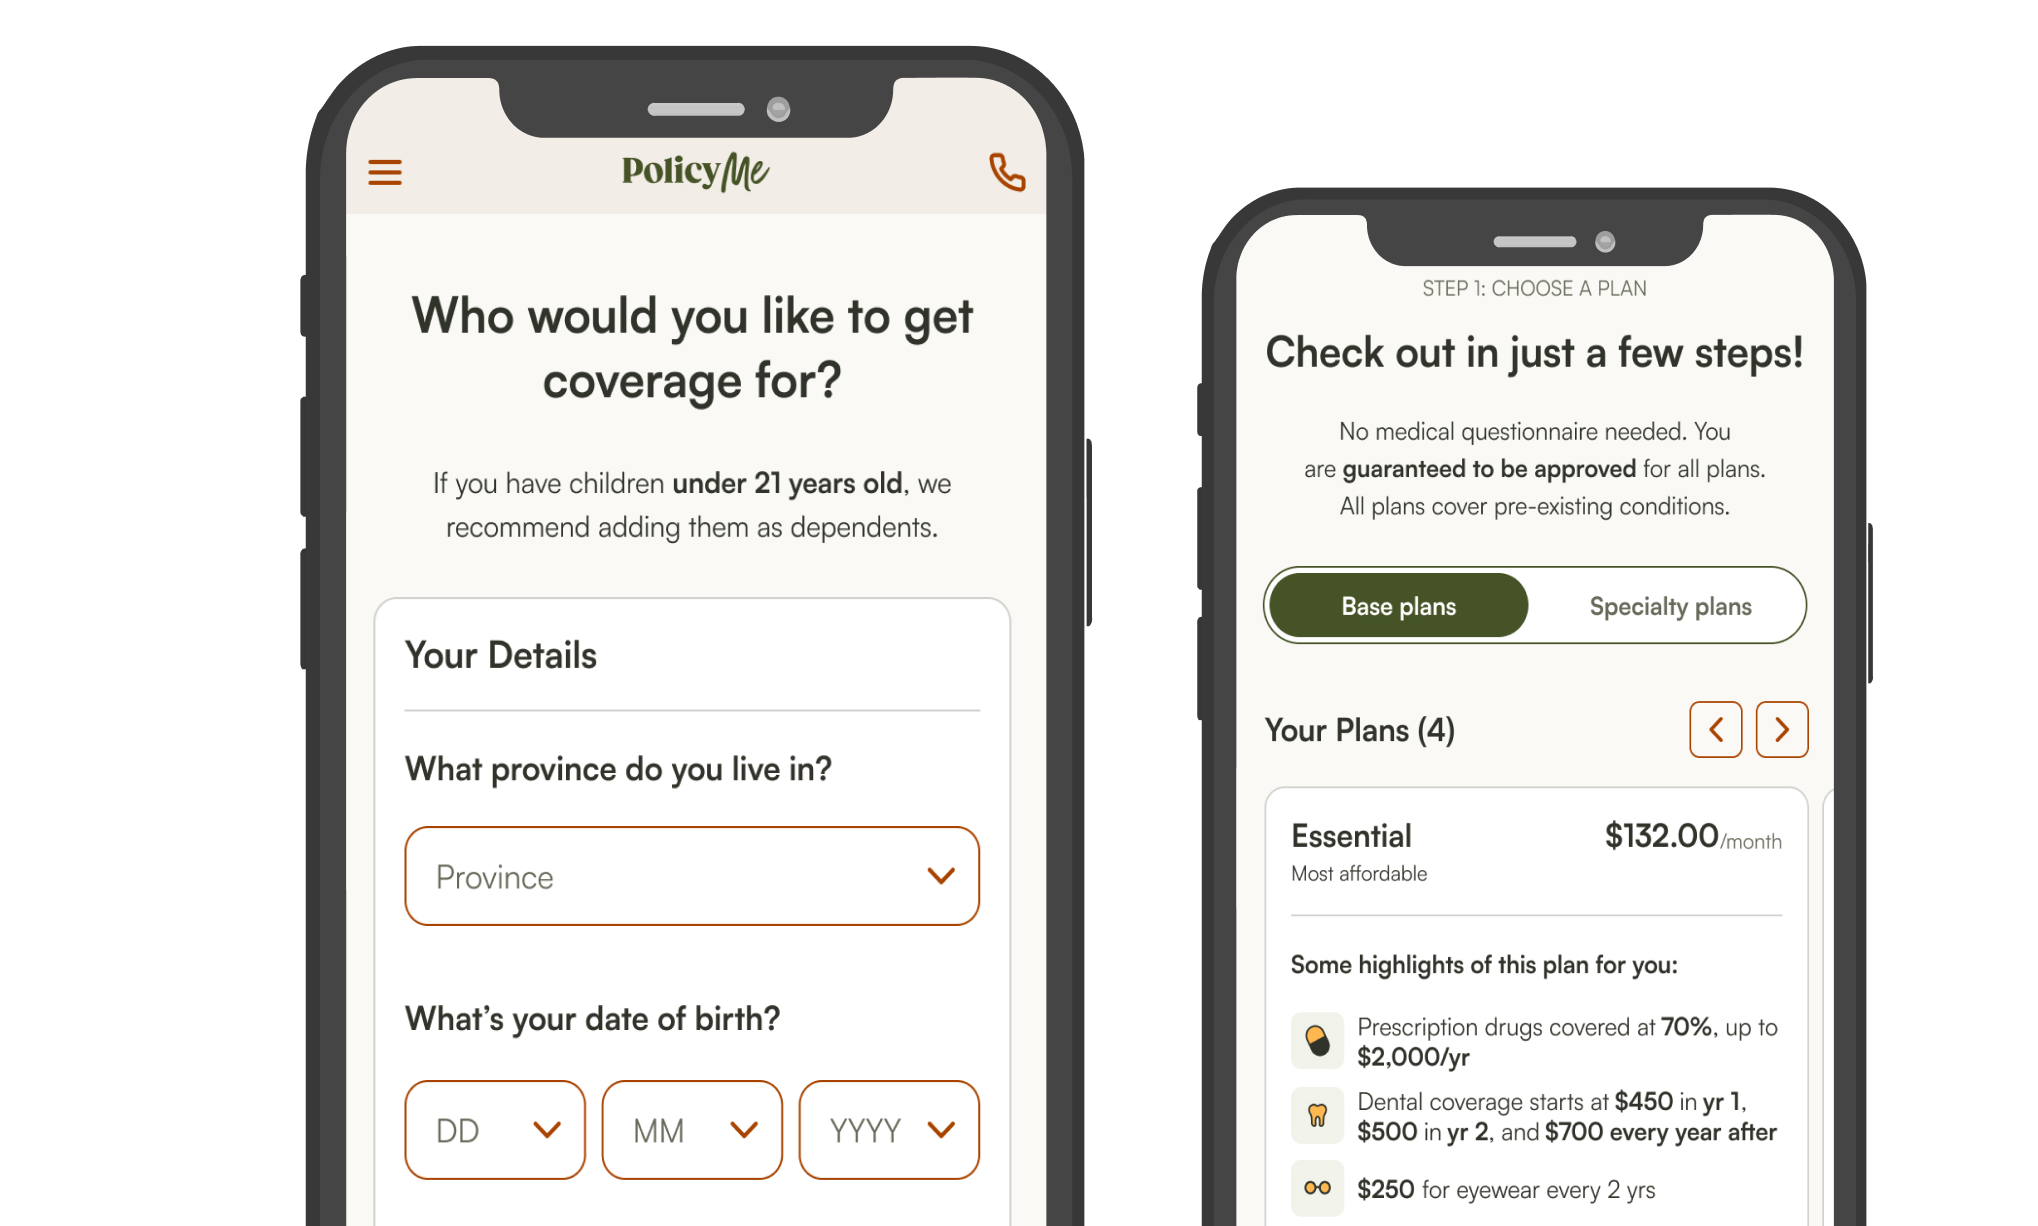 PolicyMe
Who would you like to get
coverage for?
If you have children under 21 years old, we
recommend adding them as dependents.
Your Details
What province do you live in?
Province
What’s your date of birth?
DD
MM
YYYY
STEP 1: CHOOSE A PLAN
Check out in just a few steps!
No medical questionnaire needed. You
are guaranteed to be approved for all plans.
All plans cover pre-existing conditions.
Base plans
Specialty plans
Your Plans (4)
Essential
$132.00/month
Most affordable
Some highlights of this plan for you:
Prescription drugs covered at 70%, up to
$2,000/yr
Dental coverage starts at $450 in yr 1,
$500 in yr 2, and $700 every year after
$250 for eyewear every 2 yrs